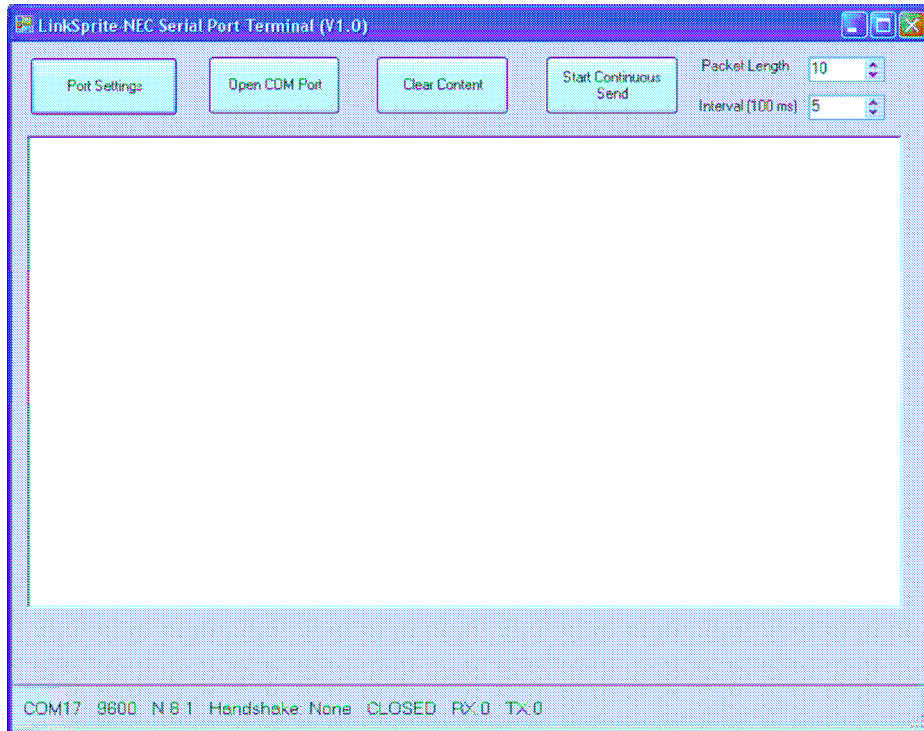 LinkSprite-NEC Serial Port Terminal (V1.0)
Port Settings
Open COM Port
Clear Content
Start Continuous
Send
Packet Length 10
Interval (100 ms) 5
COM17 9600 N 8 1 Handshake: None CLOSED RX:0 TX:0